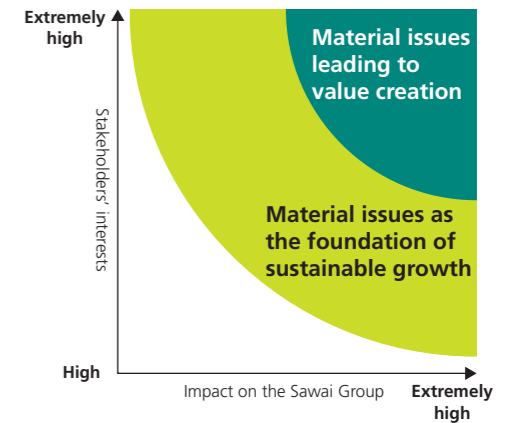 Extremely
high
Material issues
leading to
value creation
Stakeholders' interests
Material issues as
the foundation of
sustainable growth
High
Impact on the Sawai Group
Extremely
high